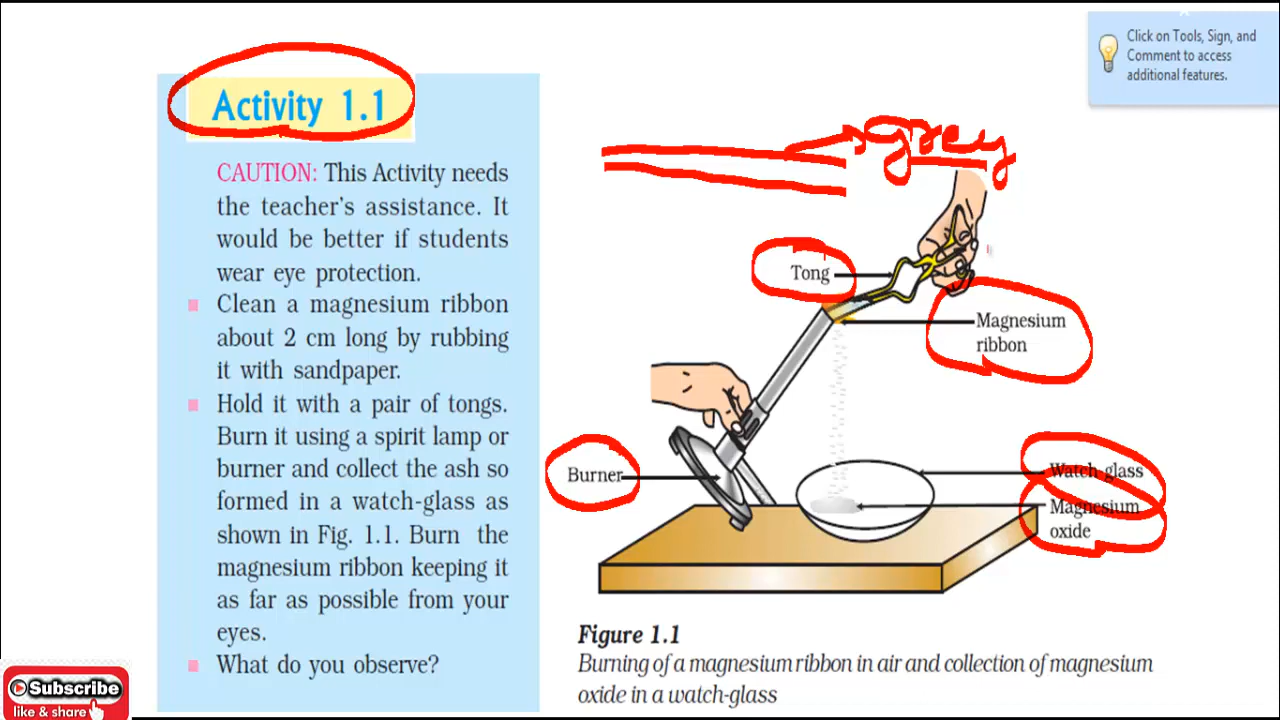 Click on Tools, Sign, and
Comment to access
additional features.
Activity 1.1
CAUTION: This Activity needs
the teacher's assistance. It
would be better if students
wear eye protection.
Clean a magnesium ribbon
about 2 cm long by rubbing
it with sandpaper.
Hold it with a pair of tongs.
Burn it using a spirit lamp or
burner and collect the ash so
formed in a watch-glass as
shown in Fig. 1.1. Burn the
magnesium ribbon keeping it
as far as possible from your
eyes.
What do you observe?
grey
Tong
Magnesium
ribbon
Burner
Watch-glass
Magnesium
oxide
Figure 1.1
Burning of a magnesium ribbon in air and collection of magnesium
oxide in a watch-glass
Subscribe
like & share